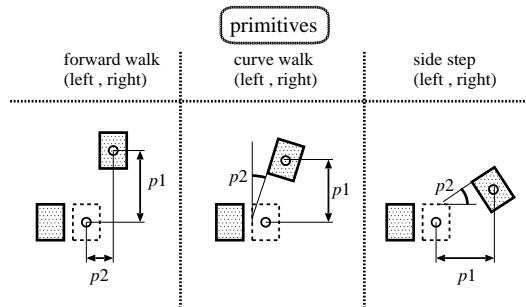 primitives
forward walk
(left , right)
curve walk
(left , right)
side step
(left , right)
p1
p2
p2
p1
p2
p1